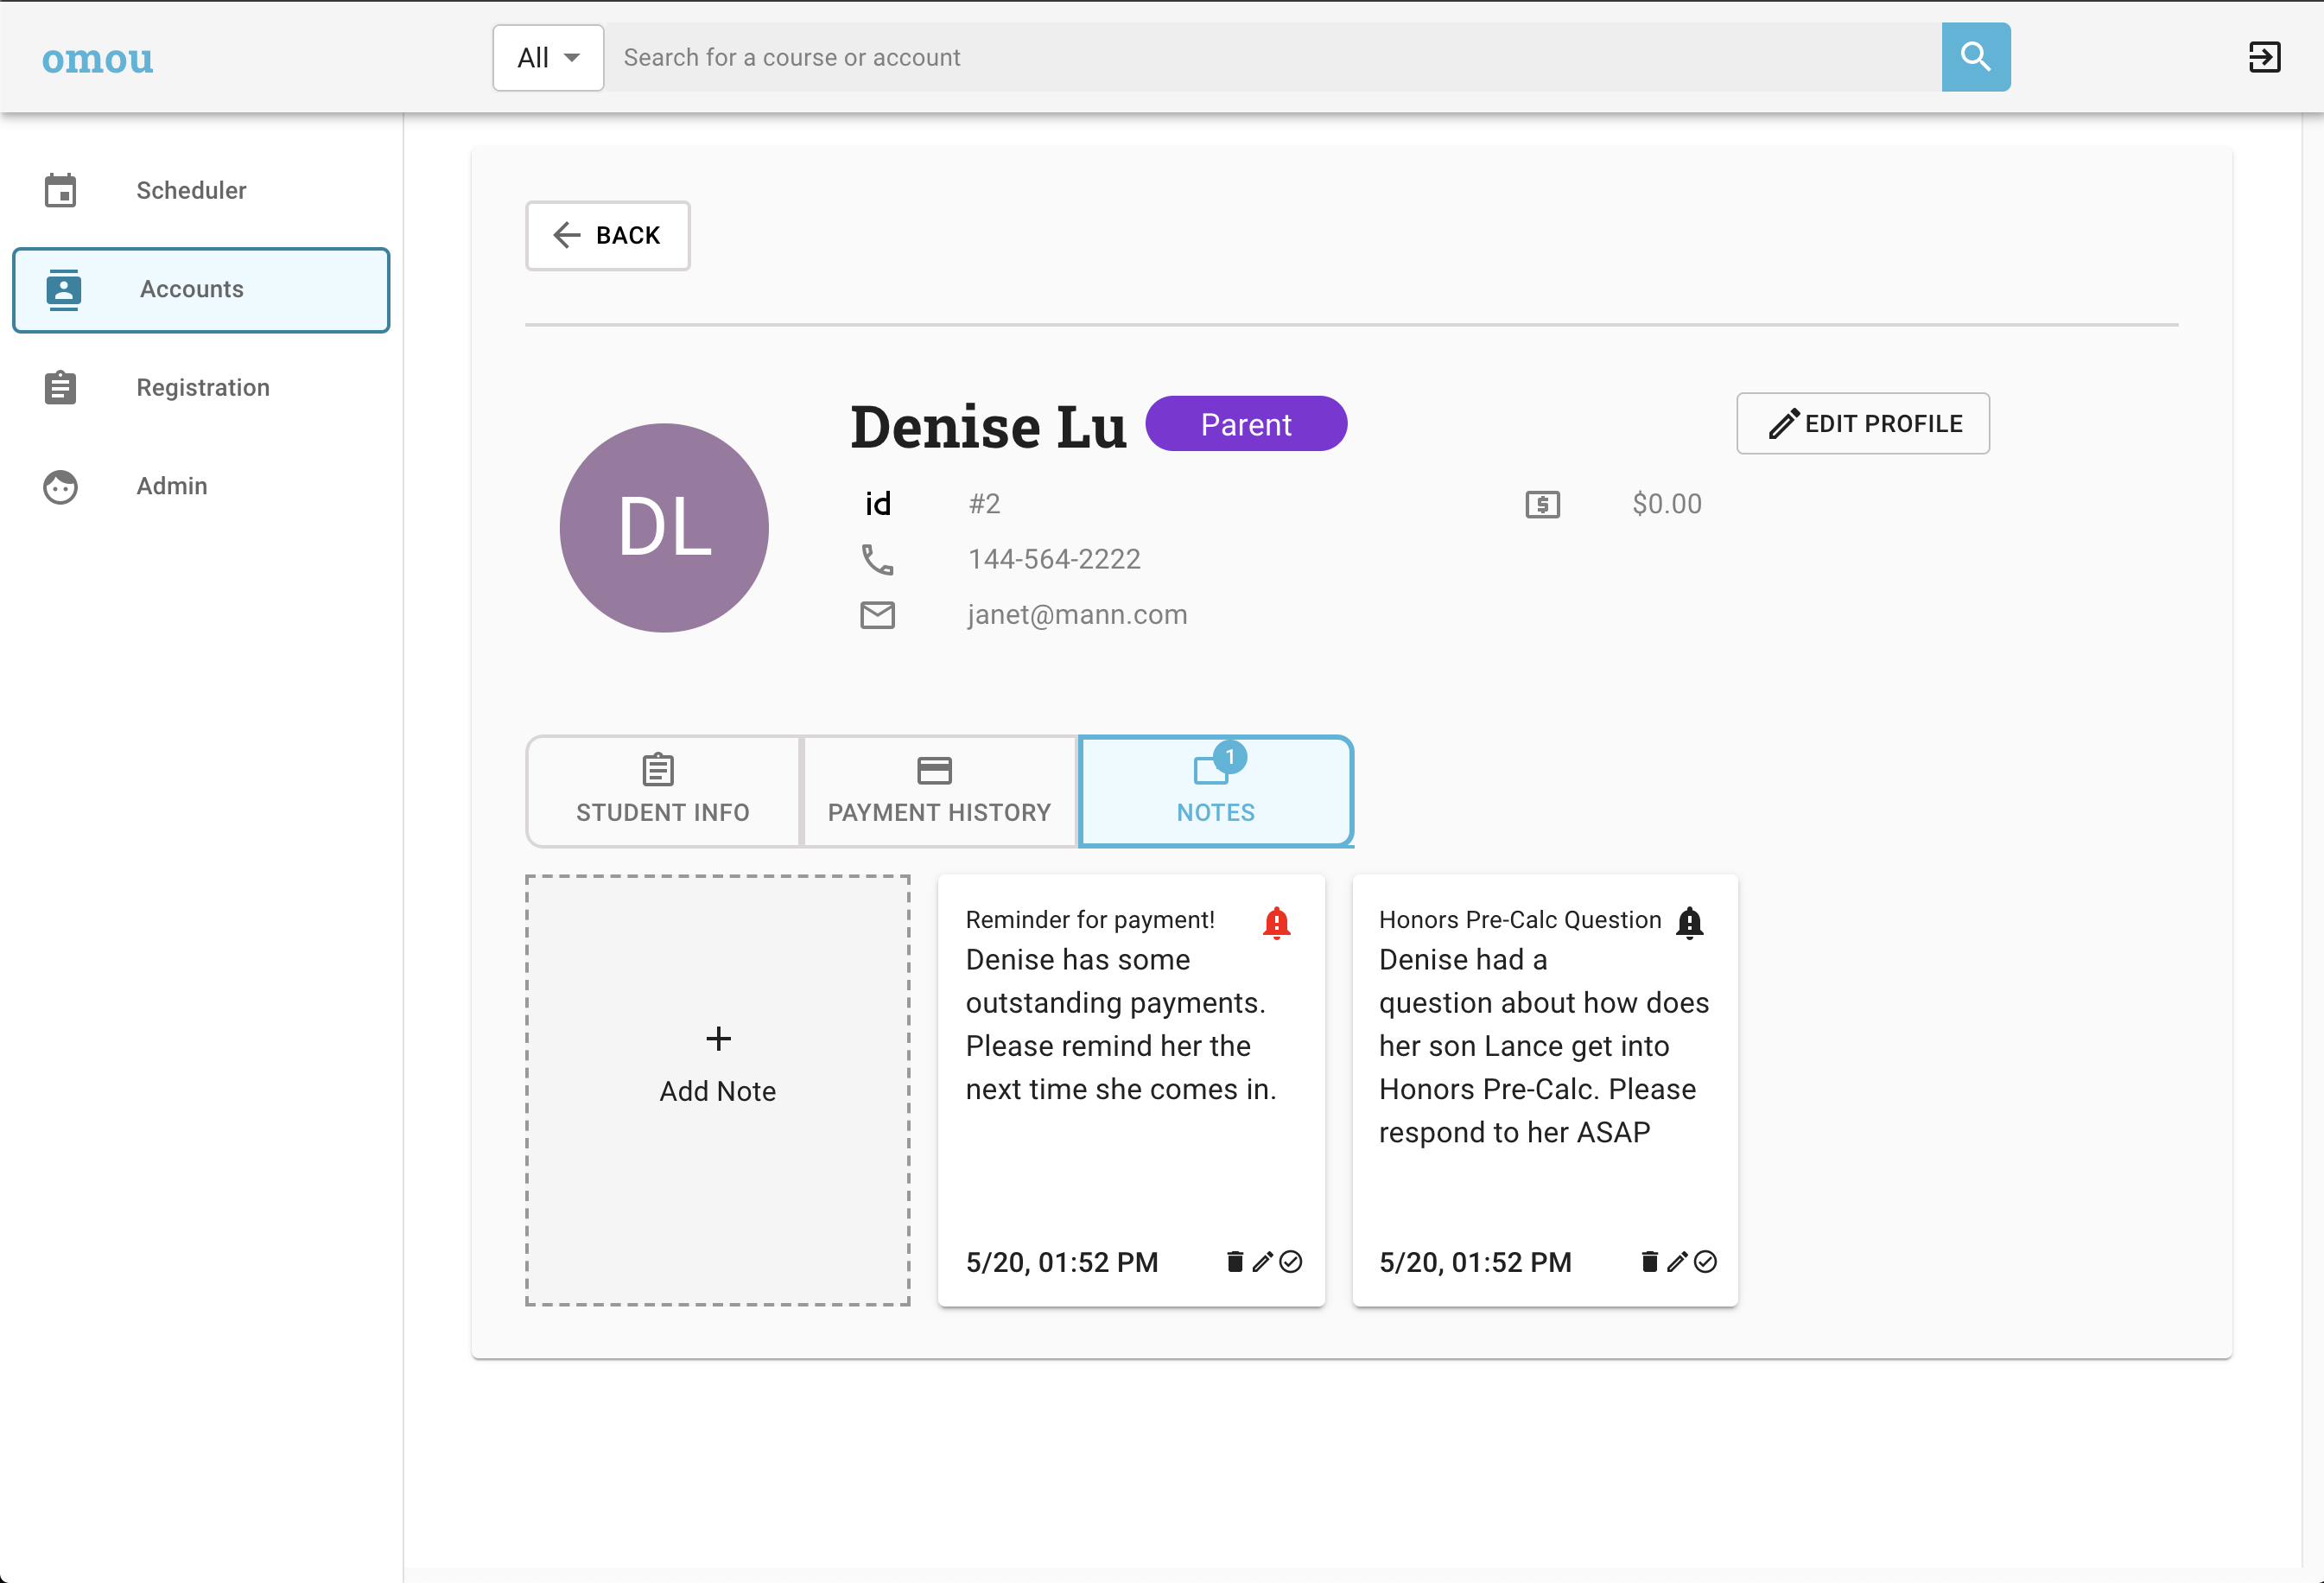 omou
All
Search for a course or account
Scheduler
Accounts
Registration
Admin
BACK
Denise Lu
Parent
EDIT PROFILE
DL
id
#2
$0.00
144-564-2222
janet@mann.com
STUDENT INFO
PAYMENT HISTORY
1
NOTES
+
Add Note
Reminder for payment!
Denise has some
outstanding payments.
Please remind her the
next time she comes in.
5/20, 01:52 PM
Honors Pre-Calc Question
Denise had a
question about how does
her son Lance get into
Honors Pre-Calc. Please
respond to her ASAP
5/20, 01:52 PM